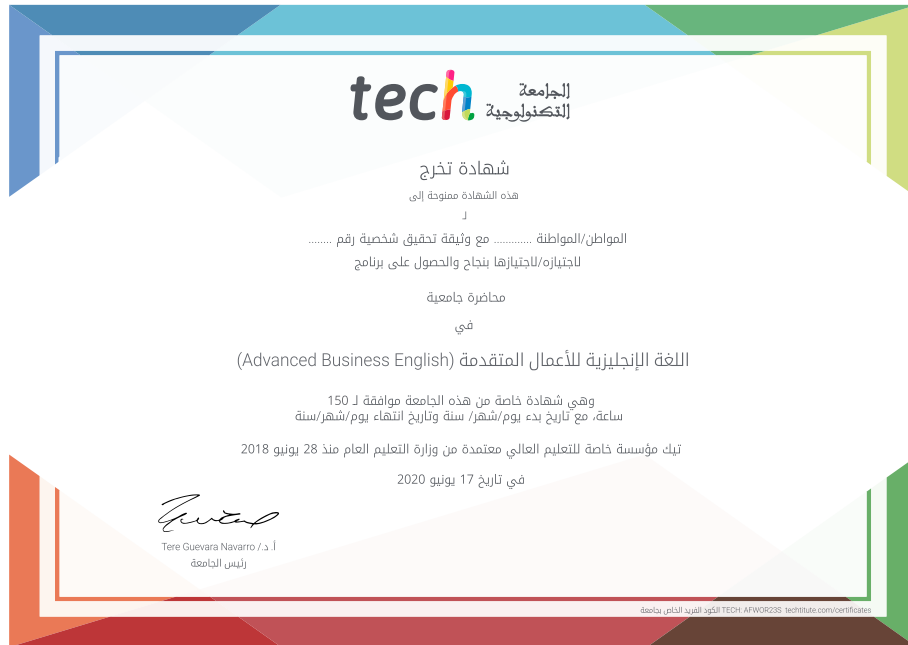 tech الجامعة
التكنولوجية
شهادة تخرج
هذه الشهادة ممنوحة إلى
لـ
المواطن/المواطنة ............. مع وثيقة تحقيق شخصية رقم ........
لاجتيازه/لاجتيازها بنجاح والحصول على برنامج
محاضرة جامعية
في
اللغة الإنجليزية للأعمال المتقدمة (Advanced Business English)
وهي شهادة خاصة من هذه الجامعة موافقة لـ 150
ساعة، مع تاريخ بدء يوم/شهر/ سنة وتاريخ انتهاء يوم/شهر/سنة
تيك مؤسسة خاصة للتعليم العالي معتمدة من وزارة التعليم العام منذ 28 يونيو 2018
في تاريخ 17 يونيو 2020
أ. د./ Tere Guevara Navarro
رئيس الجامعة
الكود الفريد الخاص بجامعة TECH: AFWOR23S techtitute.com/certificates